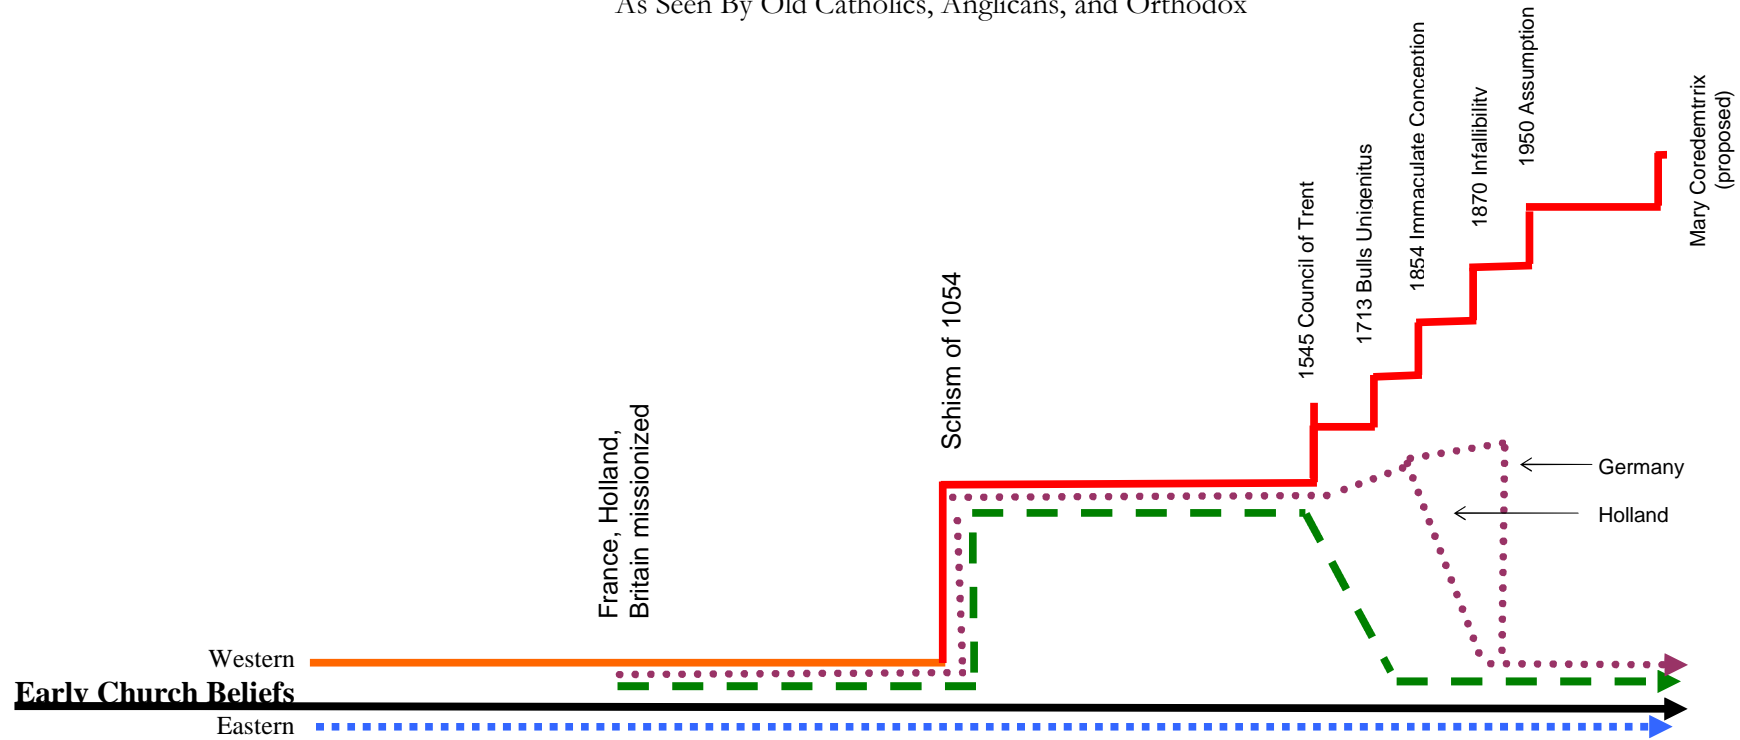 As Seen By Old Catholics, Anglicans, and Orthodox
France, Holland,
Britain missionized
Schism of 1054
1545 Council of Trent
1713 Bulls Unigenitus
1854 Immaculate Conception
1870 Infallibility
1950 Assumption
Mary Coredemtrrix
(proposed)
Germany
Holland
Western
Early Church Beliefs
Eastern